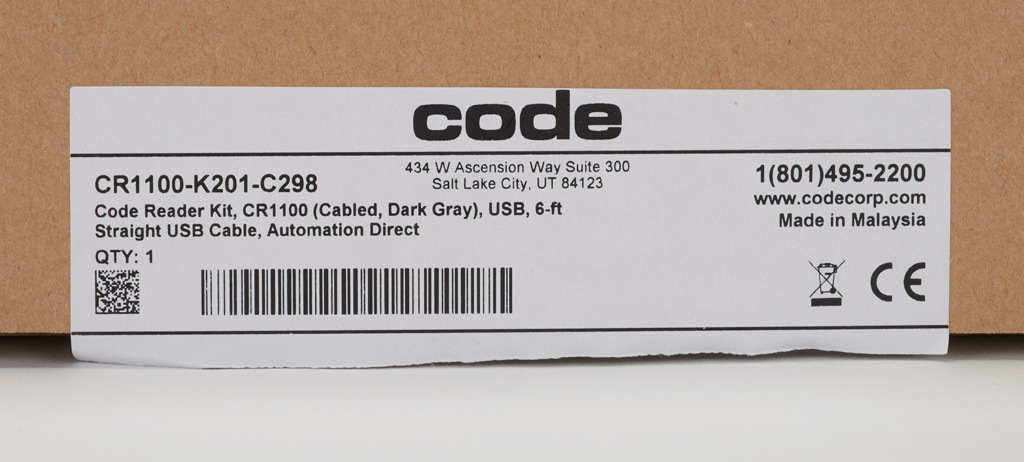 code
434 W Ascension Way Suite 300
Salt Lake City, UT 84123
CR1100-K201-C298
Code Reader Kit, CR1100 (Cabled, Dark Gray), USB, 6-ft
Straight USB Cable, Automation Direct
QTY: 1
1(801)495-2200
www.codecorp.com
Made in Malaysia
CE